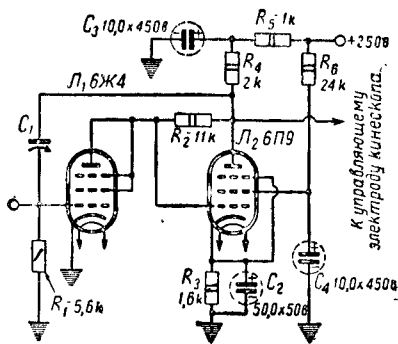 C₃ 10,0×450в
R₅-1k
+250в
R₄
2k
R₆
24k
Л₁ 6Ж4
C₁
R₂-11k
Л₂ 6П9
К управляющему
электроду кинескопа
R₁-5,6k
R₃
1,6k
C₂
50,0×50в
C₄ 10,0×450в